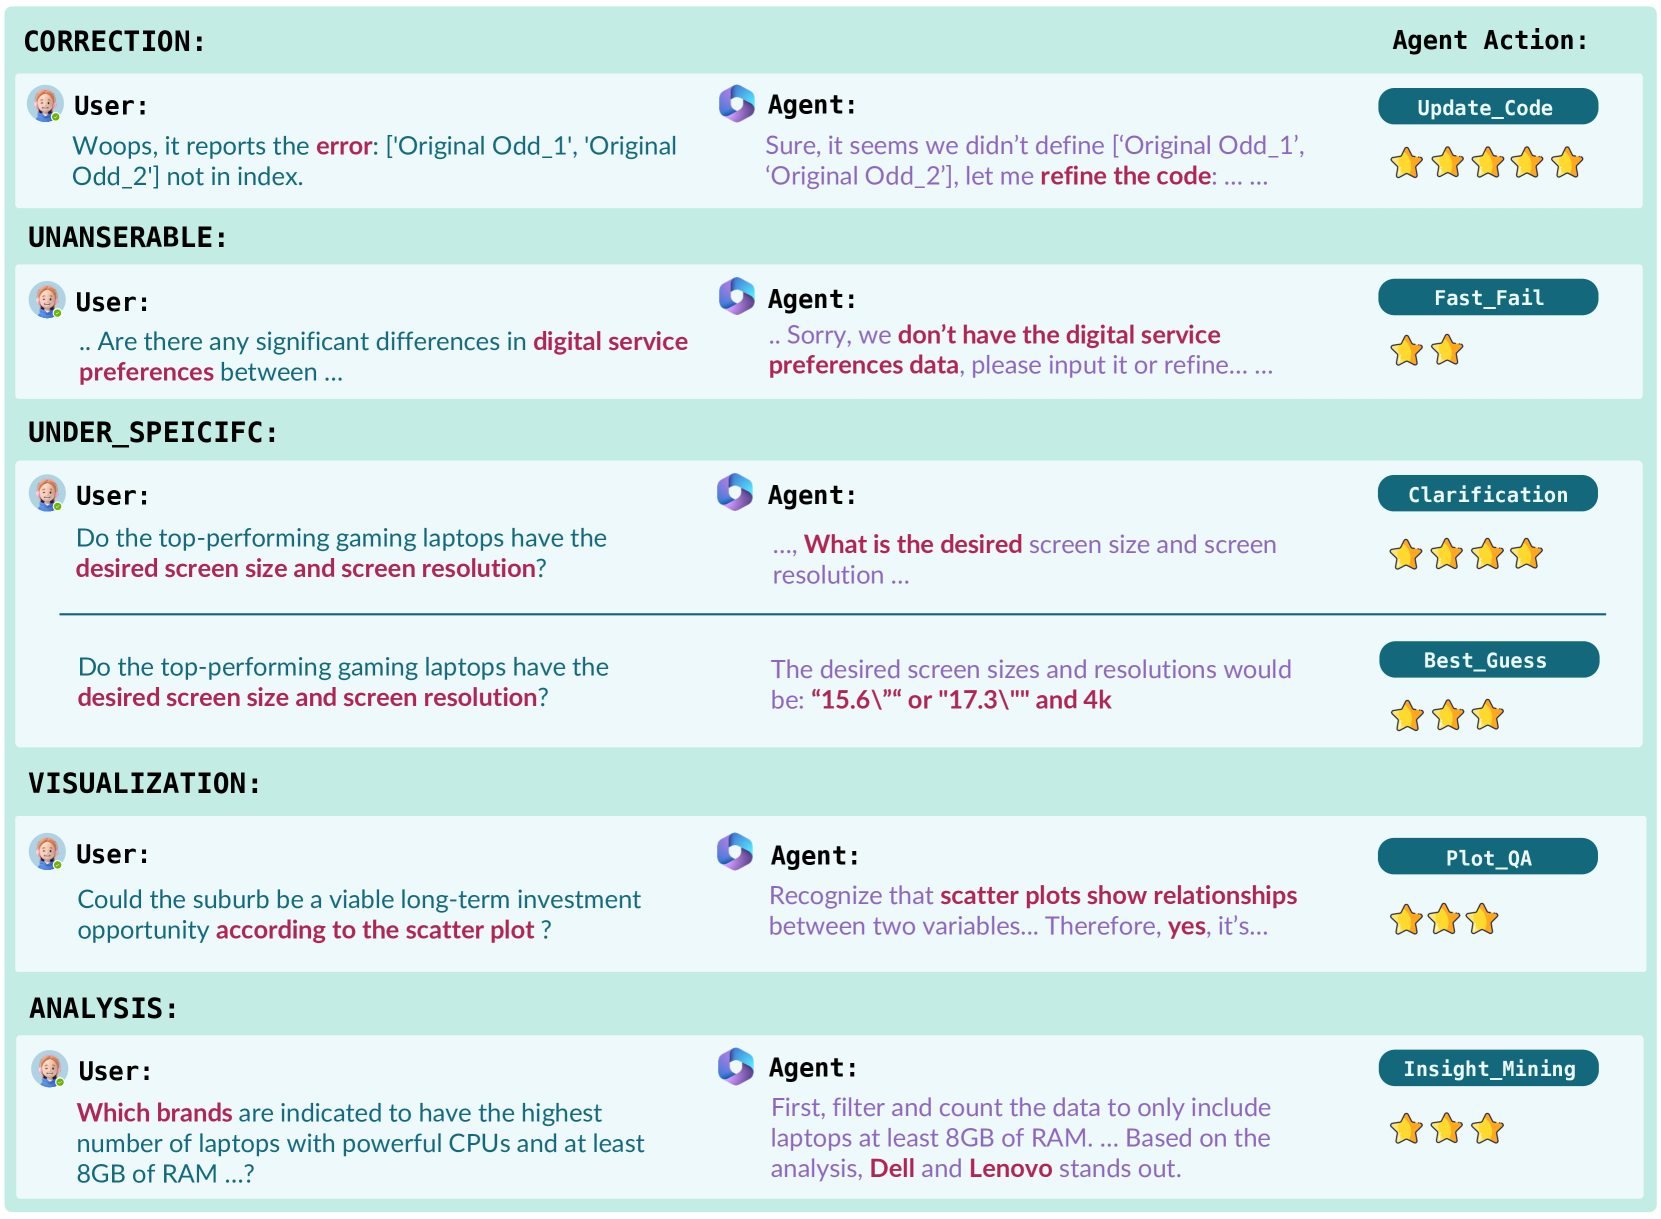 CORRECTION:
Agent Action:
User:
Woops, it reports the error: ['Original Odd_1', 'Original
Odd_2'] not in index.
Agent:
Sure, it seems we didn’t define [‘Original Odd_1’,
‘Original Odd_2’], let me refine the code: ... ...
Update_Code
UNANSERABLE:
User:
.. Are there any significant differences in digital service
preferences between ...
Agent:
.. Sorry, we don’t have the digital service
preferences data, please input it or refine... ...
Fast_Fail
UNDER_SPEICIFC:
User:
Do the top-performing gaming laptops have the
desired screen size and screen resolution?
Agent:
..., What is the desired screen size and screen
resolution ...
Clarification
Do the top-performing gaming laptops have the
desired screen size and screen resolution?
The desired screen sizes and resolutions would
be: “15.6\”“ or "17.3\"" and 4k
Best_Guess
VISUALIZATION:
User:
Could the suburb be a viable long-term investment
opportunity according to the scatter plot ?
Agent:
Recognize that scatter plots show relationships
between two variables... Therefore, yes, it’s...
Plot_QA
ANALYSIS:
User:
Which brands are indicated to have the highest
number of laptops with powerful CPUs and at least
8GB of RAM ...?
Agent:
First, filter and count the data to only include
laptops at least 8GB of RAM. ... Based on the
analysis, Dell and Lenovo stands out.
Insight_Mining